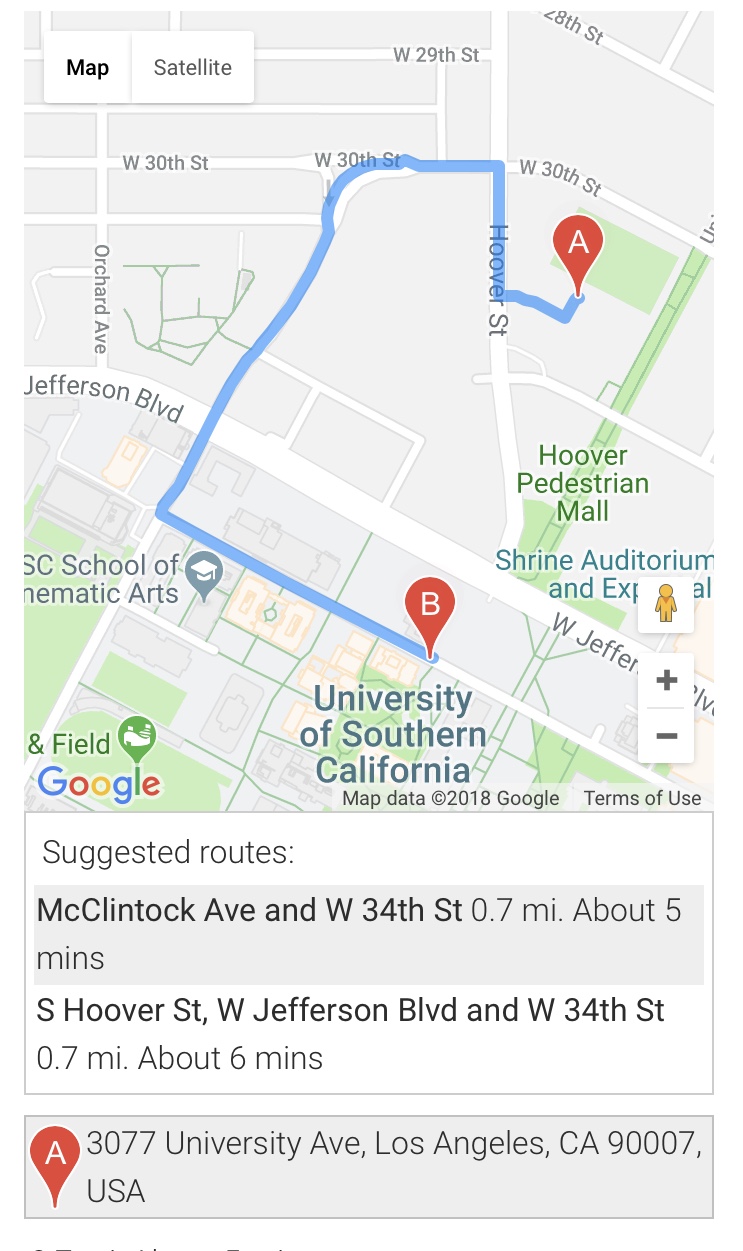 28th St
W 29th St
Map
Satellite
W 30th St
W 30th St
W 30th St
Orchard Ave
Hoover St
A
Jefferson Blvd
Hoover
Pedestrian
Mall
SC School of
nematic Arts
Shrine Auditorium
and Exp al
B
W Jeffer
University
of Southern
California
& Field
Google
Map data ©2018 Google
Terms of Use
Suggested routes:
McClintock Ave and W 34th St 0.7 mi. About 5
mins
S Hoover St, W Jefferson Blvd and W 34th St
0.7 mi. About 6 mins
A
3077 University Ave, Los Angeles, CA 90007,
USA